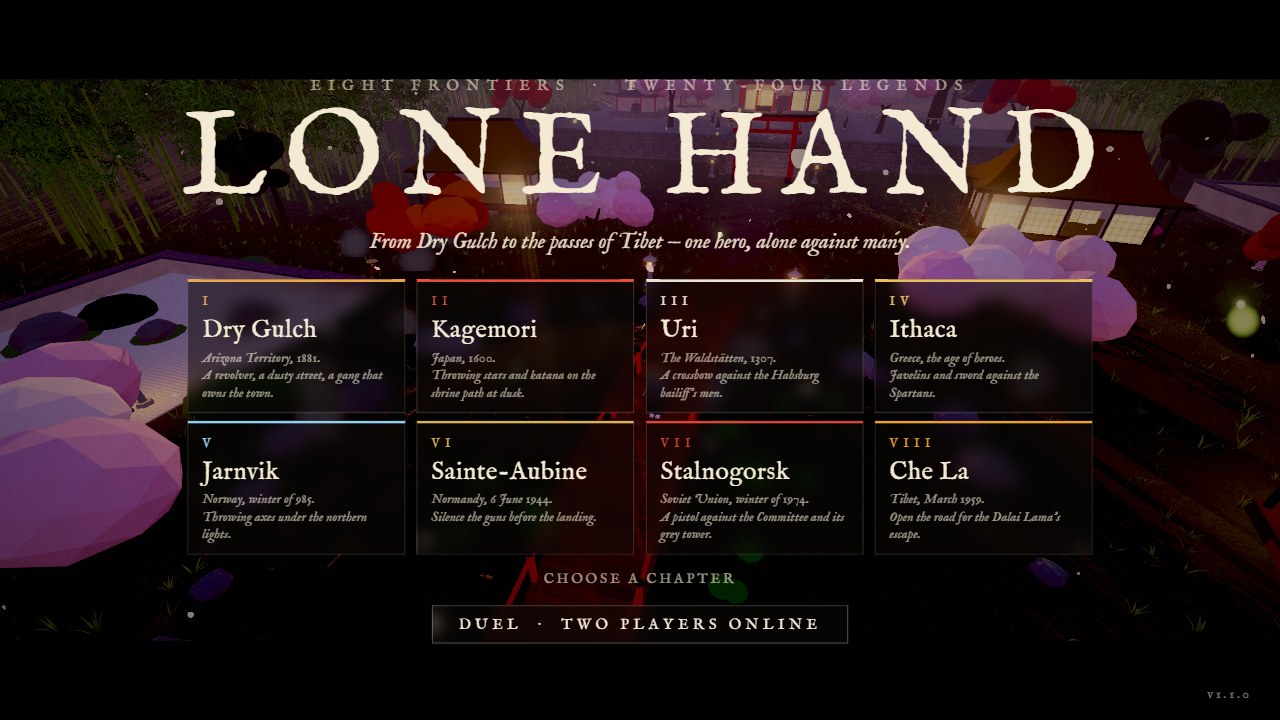 EIGHT FRONTIERS · TWENTY-FOUR LEGENDS
LONE HAND
From Dry Gulch to the passes of Tibet – one hero, alone against many.
I
Dry Gulch
Arizona Territory, 1881.
A revolver, a dusty street, a gang that
owns the town.
II
Kagemori
Japan, 1600.
Throwing stars and katana on the
shrine path at dusk.
III
Uri
The Waldstätten, 1307.
A crossbow against the Habsburg
bailiff's men.
IV
Ithaca
Greece, the age of heroes.
Javelins and sword against the
Spartans.
V
Jarnvik
Norway, winter of 985.
Throwing axes under the northern
lights.
VI
Sainte-Aubine
Normandy, 6 June 1944.
Silence the guns before the landing.
VII
Stalnogorsk
Soviet Union, winter of 1974.
A pistol against the Committee and its
grey tower.
VIII
Che La
Tibet, March 1959.
Open the road for the Dalai Lama's
escape.
CHOOSE A CHAPTER
DUEL · TWO PLAYERS ONLINE
V1.1.0